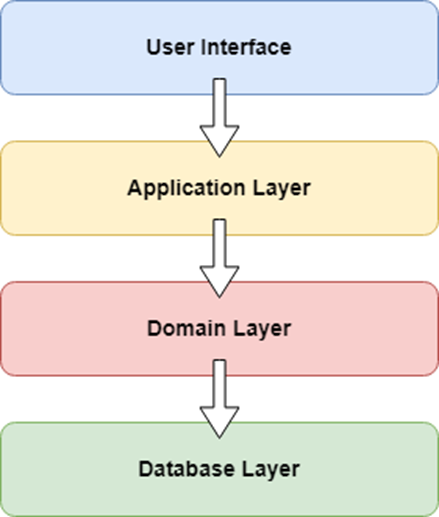 User Interface
Application Layer
Domain Layer
Database Layer